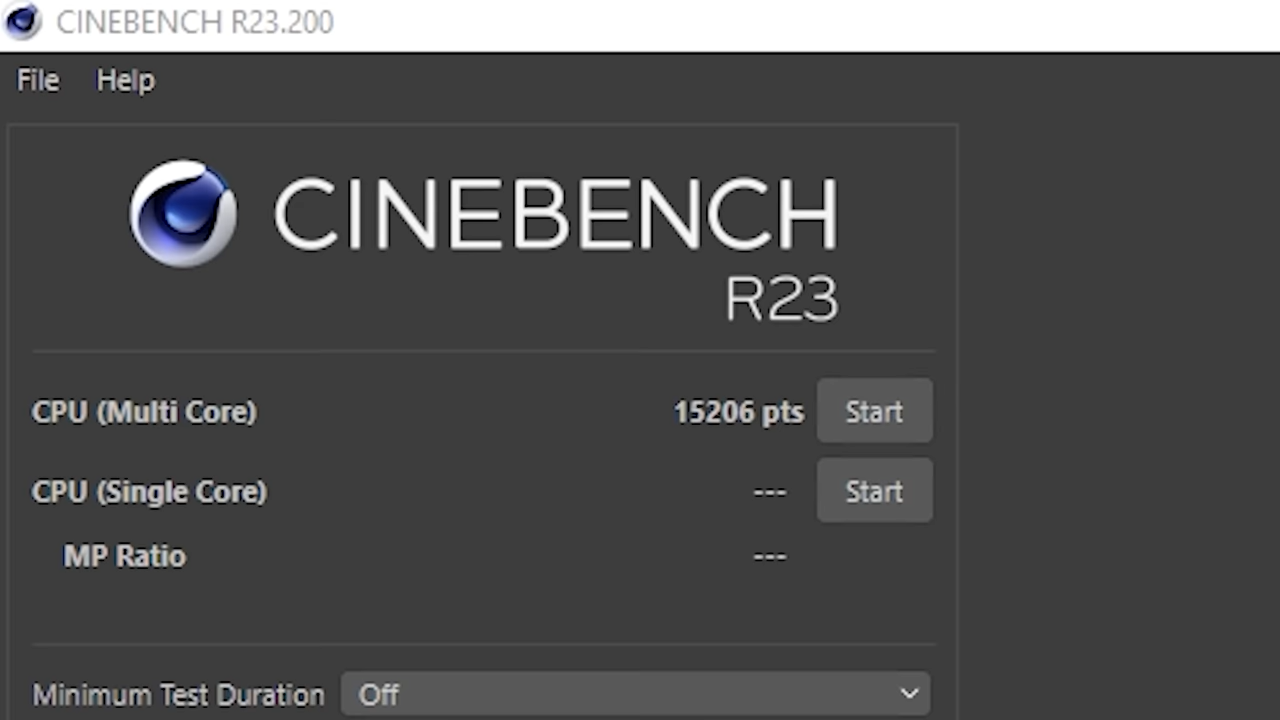 CINEBENCH R23.200
File Help
CINEBENCH
R23
CPU (Multi Core) 15206 pts Start
CPU (Single Core) --- Start
MP Ratio ---
Minimum Test Duration Off